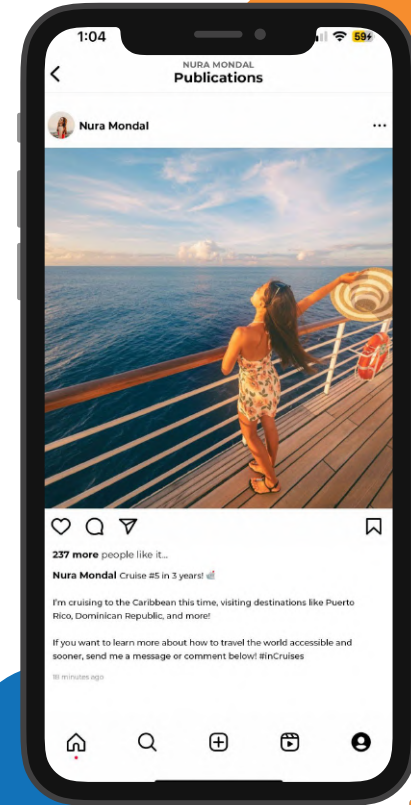 1:04
59
NURA MONDAL
Publications
Nura Mondal
237 more people like it...
Nura Mondal Cruise #5 in 3 years! 🛳️
I'm cruising to the Caribbean this time, visiting destinations like Puerto
Rico, Dominican Republic, and more!
If you want to learn more about how to travel the world accessible and
sooner, send me a message or comment below! #inCruises
18 minutes ago